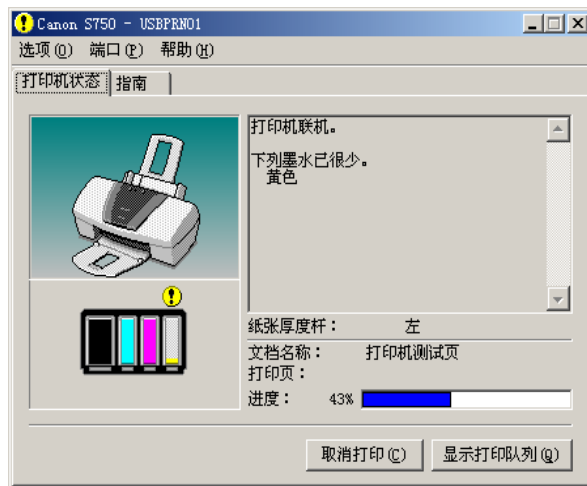 Canon S750 - USBPRN01
选项(O) 端口(P) 帮助(H)
打印机状态 指南
打印机联机。
下列墨水已很少。
黄色
纸张厚度杆： 左
文档名称： 打印机测试页
打印页：
进度： 43%
取消打印(C) 显示打印队列(Q)